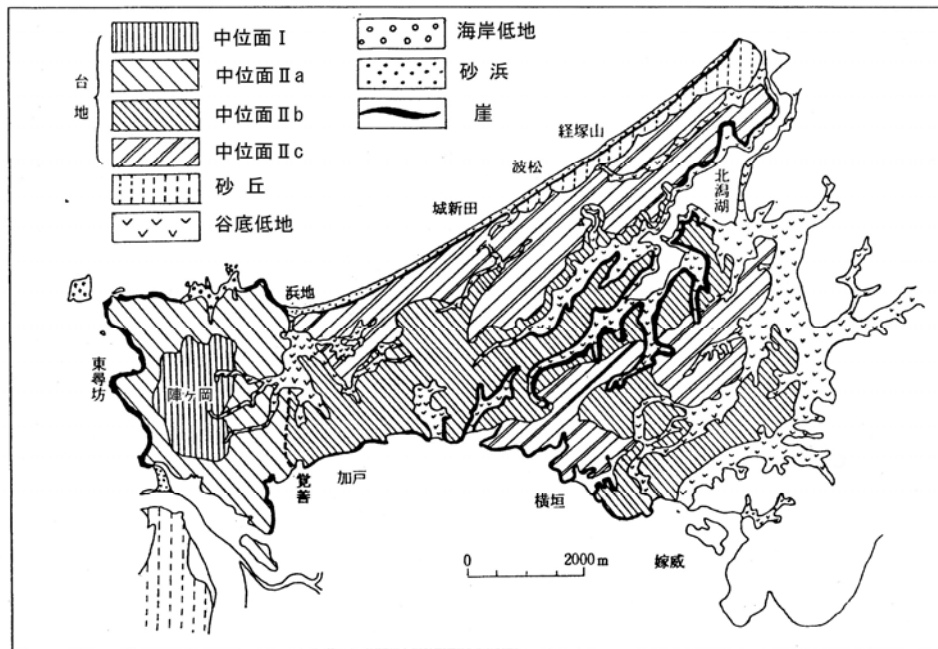 台地
中位面Ⅰ
中位面Ⅱa
中位面Ⅱb
中位面Ⅱc
砂丘
谷底低地
海岸低地
砂浜
崖
経塚山
波松
城新田
北潟湖
浜地
東尋坊
陣ヶ岡
覚善
加戸
横垣
嫁威
0 2000m